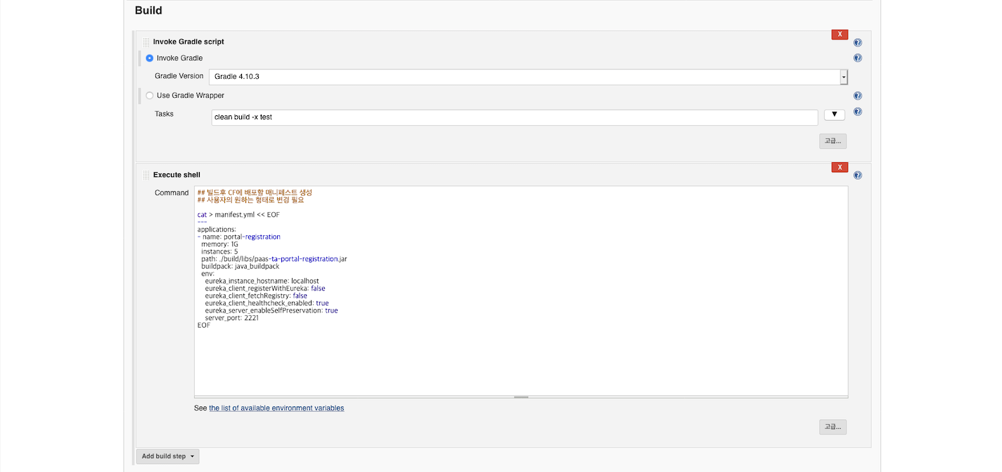 Build
X
Invoke Gradle script
Invoke Gradle
Gradle Version
Gradle 4.10.3
Use Gradle Wrapper
Tasks
clean build -x test
고급...
X
Execute shell
Command
## 빌드후 CF에 배포할 매니페스트 생성
## 사용자의 원하는 형태로 변경 필요
cat > manifest.yml << EOF
---
applications:
- name: portal-registration
memory: 1G
instances: 5
path: ./build/libs/paas-ta-portal-registration.jar
buildpack: java_buildpack
env:
eureka_instance_hostname: localhost
eureka_client_registerWithEureka: false
eureka_client_fetchRegistry: false
eureka_client_healthcheck_enabled: true
eureka_server_enableSelfPreservation: true
server_port: 2221
EOF
See the list of available environment variables
고급...
Add build step